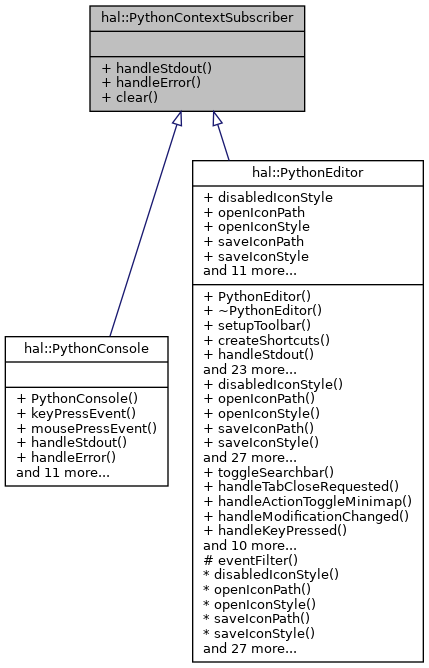 hal::PythonContextSubscriber
+ handleStdout()
+ handleError()
+ clear()
hal::PythonEditor
+ disabledIconStyle
+ openIconPath
+ openIconStyle
+ saveIconPath
+ saveIconStyle
and 11 more...
+ PythonEditor()
+ ~PythonEditor()
+ setupToolbar()
+ createShortcuts()
+ handleStdout()
and 23 more...
+ disabledIconStyle()
+ openIconPath()
+ openIconStyle()
+ saveIconPath()
+ saveIconStyle()
and 27 more...
+ toggleSearchbar()
+ handleTabCloseRequested()
+ handleActionToggleMinimap()
+ handleModificationChanged()
+ handleKeyPressed()
and 10 more...
# eventFilter()
* disabledIconStyle()
* openIconPath()
* openIconStyle()
* saveIconPath()
* saveIconStyle()
and 27 more...
hal::PythonConsole
+ PythonConsole()
+ keyPressEvent()
+ mousePressEvent()
+ handleStdout()
+ handleError()
and 11 more...